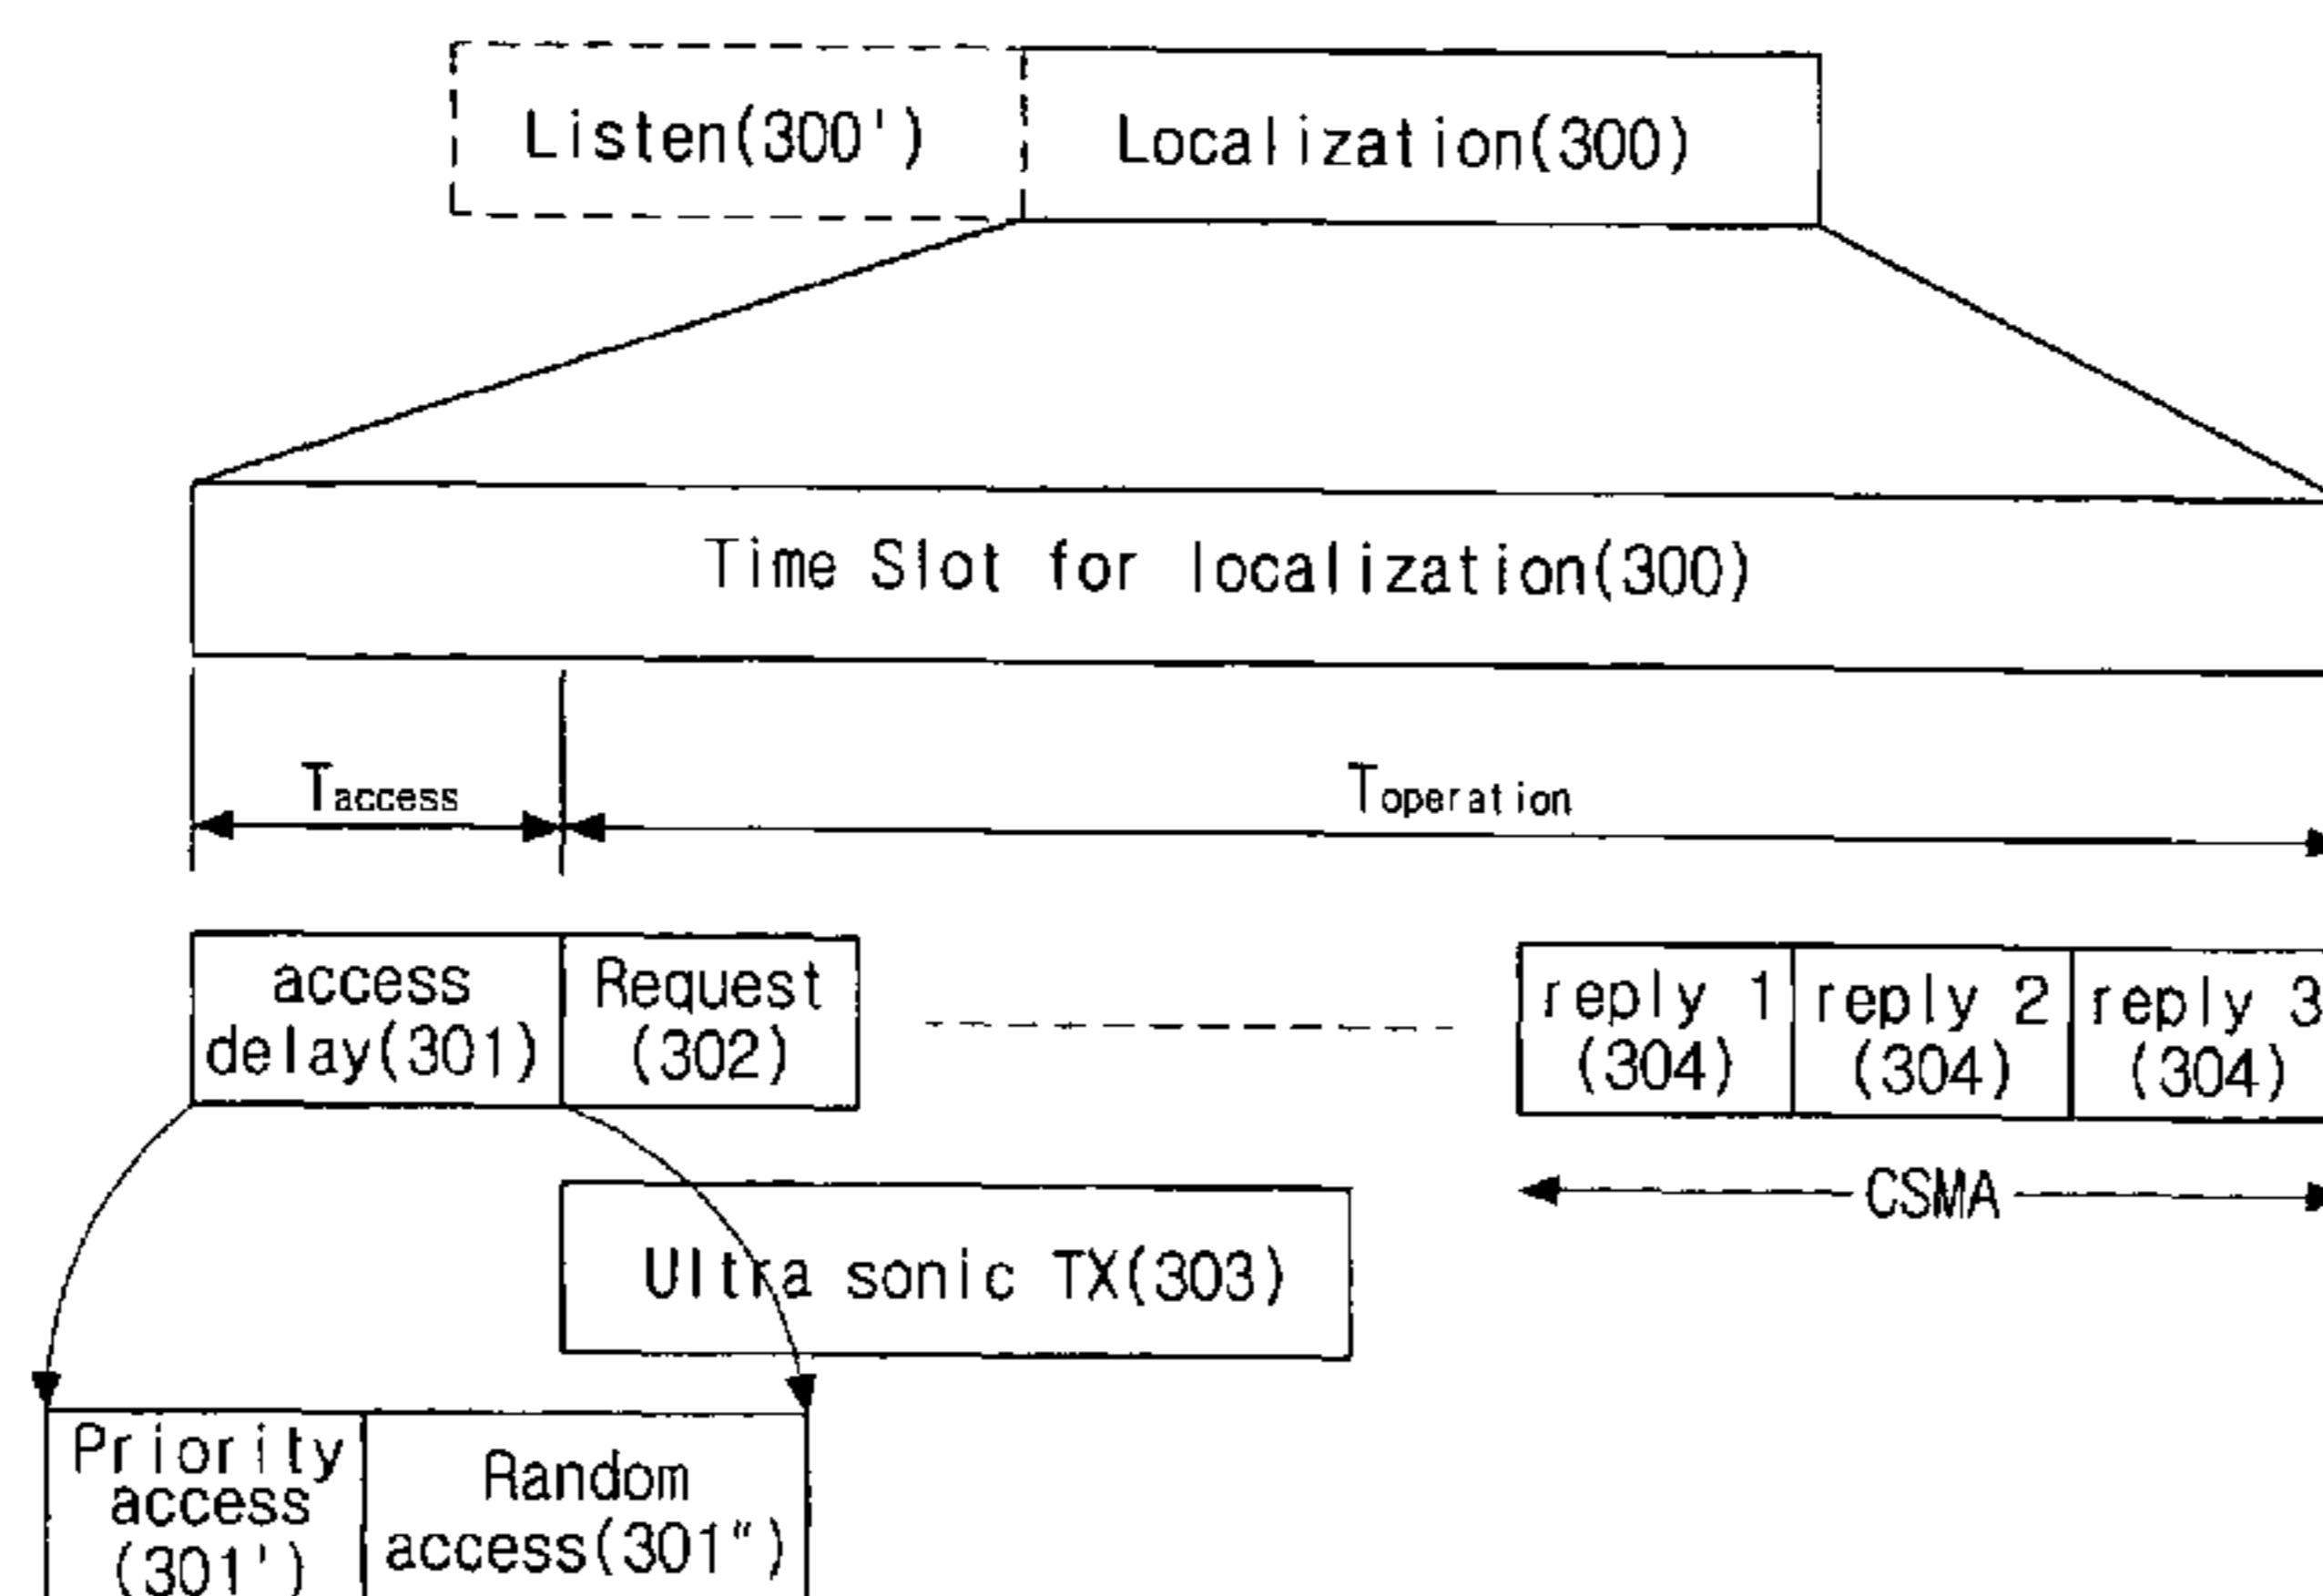 Listen(300') Localization(300)
Time Slot for localization(300)
Taccess Toperation
access
delay(301)
Request
(302)
reply 1
(304)
reply 2
(304)
reply 3
(304)
CSMA
Ultra sonic TX(303)
Priority
access
(301')
Random
access(301")